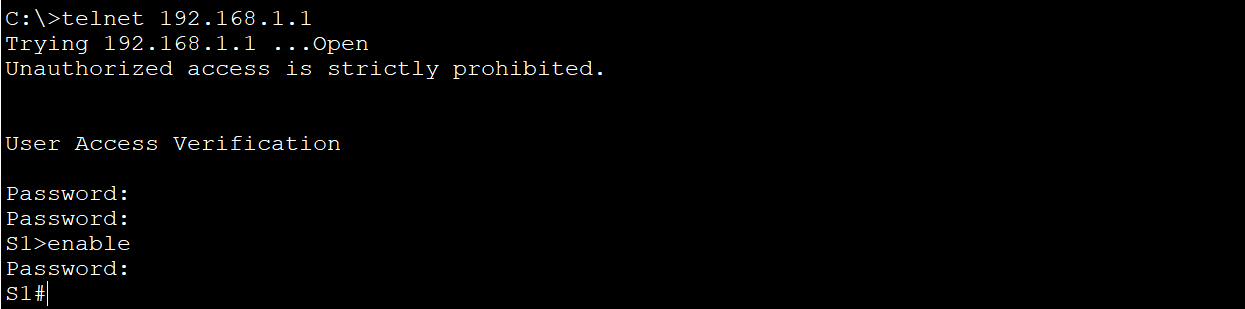 C:\>telnet 192.168.1.1
Trying 192.168.1.1 ...Open
Unauthorized access is strictly prohibited.
User Access Verification
Password:
Password:
S1>enable
Password:
S1#